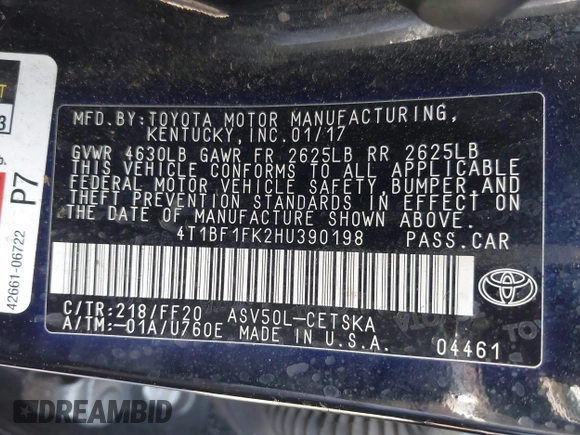 MFD.BY:TOYOTA MOTOR MANUFACTURING,
KENTUCKY,INC.01/17
GVWR 4630LB GAWR FR 2625LB RR 2625LB
THIS VEHICLE CONFORMS TO ALL APPLICABLE
FEDERAL MOTOR VEHICLE SAFETY,BUMPER,AND
THEFT PREVENTION STANDARDS IN EFFECT ON
THE DATE OF MANUFACTURE SHOWN ABOVE.
4T1BF1FK2HU390198 PASS.CAR
C/TR:218/FF20 ASV50L-CETSKA
A/TM:-01A/U760E MADE IN U.S.A.
04461
TOYOTA
P7
42661-06722
DREAMBID